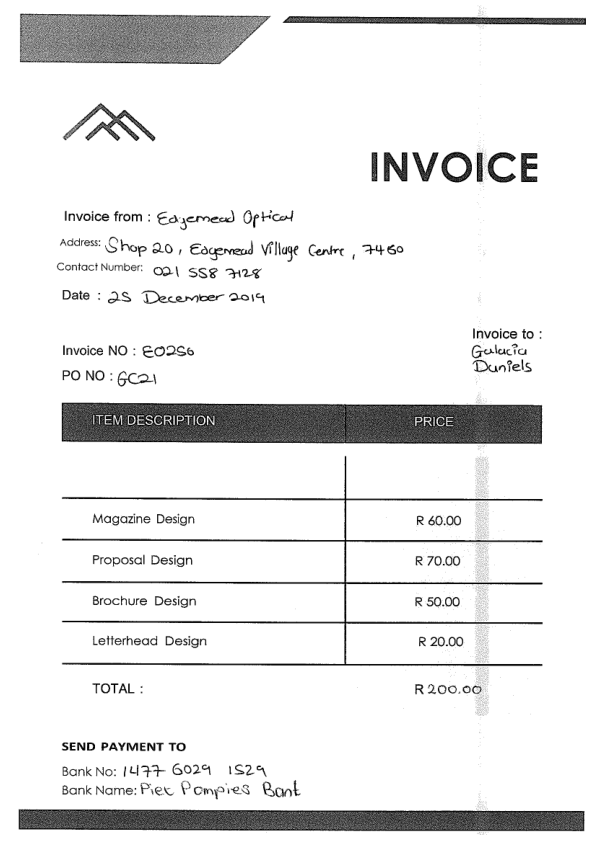 INVOICE
Invoice from : Edgemead Optical
Address: Shop 20, Edgemead Village Centre, 7460
Contact Number: 021 558 7128
Date : 25 December 2019
Invoice to :
Galacia
Daniels
Invoice NO : E0256
PO NO : GC21
ITEM DESCRIPTION PRICE
Magazine Design R 60.00
Proposal Design R 70.00
Brochure Design R 50.00
Letterhead Design R 20.00
TOTAL : R 200.00
SEND PAYMENT TO
Bank No: 1477 6029 1529
Bank Name: Piet Pompies Bank